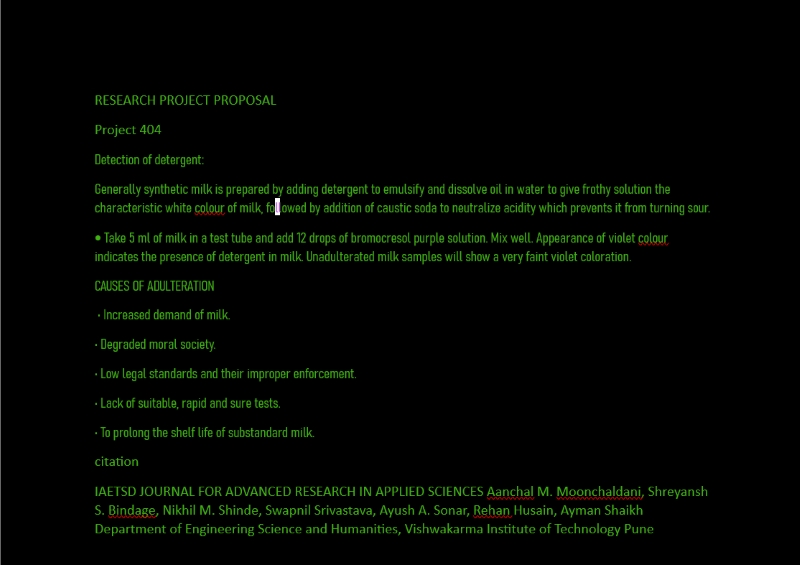 RESEARCH PROJECT PROPOSAL
Project 404
Detection of detergent:
Generally synthetic milk is prepared by adding detergent to emulsify and dissolve oil in water to give frothy solution the
characteristic white colour of milk, followed by addition of caustic soda to neutralize acidity which prevents it from turning sour.
• Take 5 ml of milk in a test tube and add 12 drops of bromocresol purple solution. Mix well. Appearance of violet colour
indicates the presence of detergent in milk. Unadulterated milk samples will show a very faint violet coloration.
CAUSES OF ADULTERATION
· Increased demand of milk.
· Degraded moral society.
· Low legal standards and their improper enforcement.
· Lack of suitable, rapid and sure tests.
· To prolong the shelf life of substandard milk.
citation
IAETSD JOURNAL FOR ADVANCED RESEARCH IN APPLIED SCIENCES Aanchal M. Moonchaldani, Shreyansh
S. Bindage, Nikhil M. Shinde, Swapnil Srivastava, Ayush A. Sonar, Rehan Husain, Ayman Shaikh
Department of Engineering Science and Humanities, Vishwakarma Institute of Technology Pune